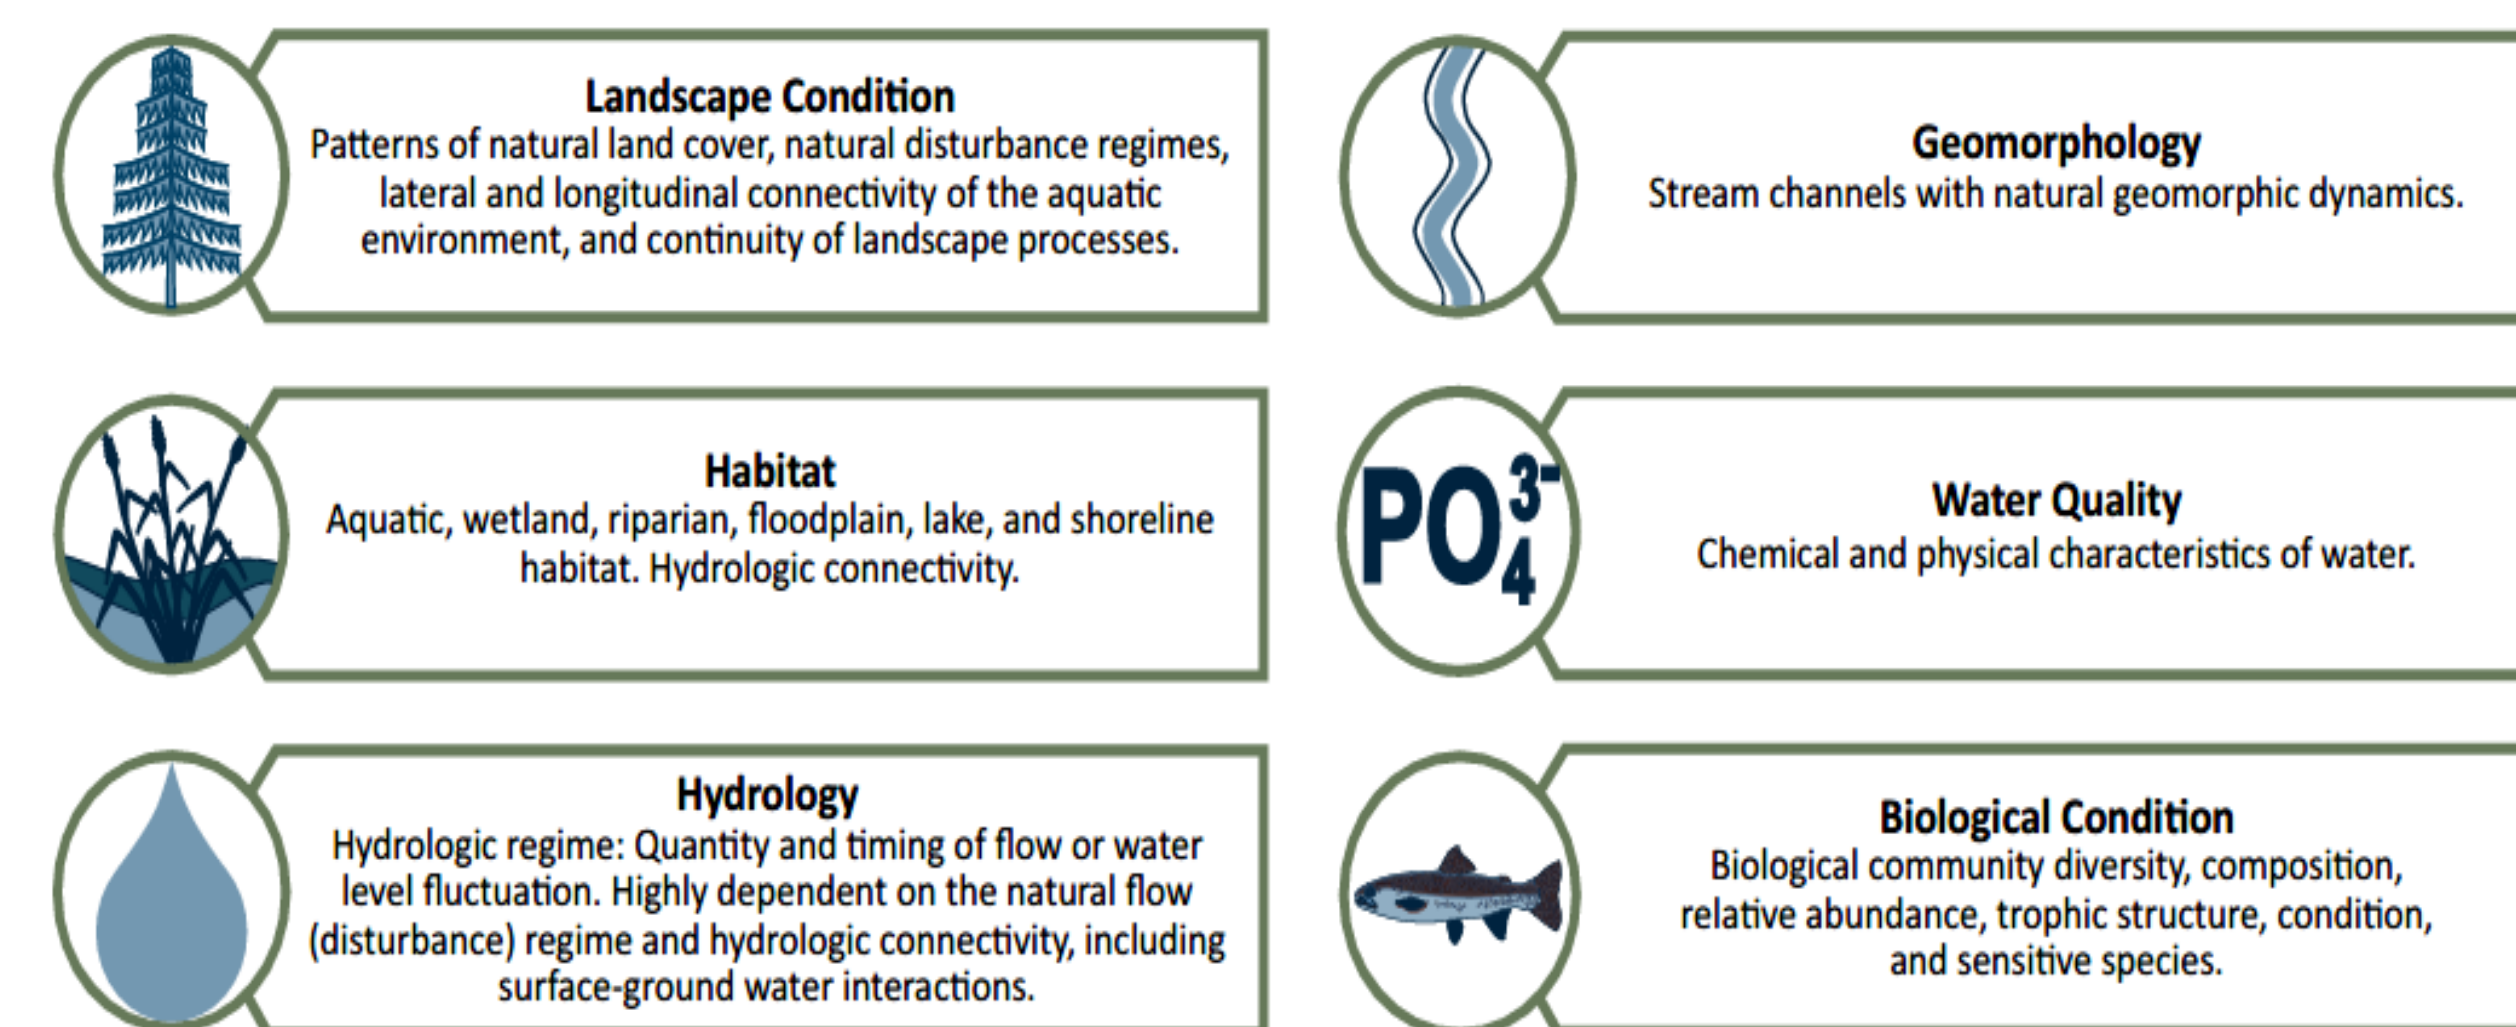 Landscape Condition
Patterns of natural land cover, natural disturbance regimes,
lateral and longitudinal connectivity of the aquatic
environment, and continuity of landscape processes.
Geomorphology
Stream channels with natural geomorphic dynamics.
Habitat
Aquatic, wetland, riparian, floodplain, lake, and shoreline
habitat. Hydrologic connectivity.
PO₄³⁻
Water Quality
Chemical and physical characteristics of water.
Hydrology
Hydrologic regime: Quantity and timing of flow or water
level fluctuation. Highly dependent on the natural flow
(disturbance) regime and hydrologic connectivity, including
surface-ground water interactions.
Biological Condition
Biological community diversity, composition,
relative abundance, trophic structure, condition,
and sensitive species.